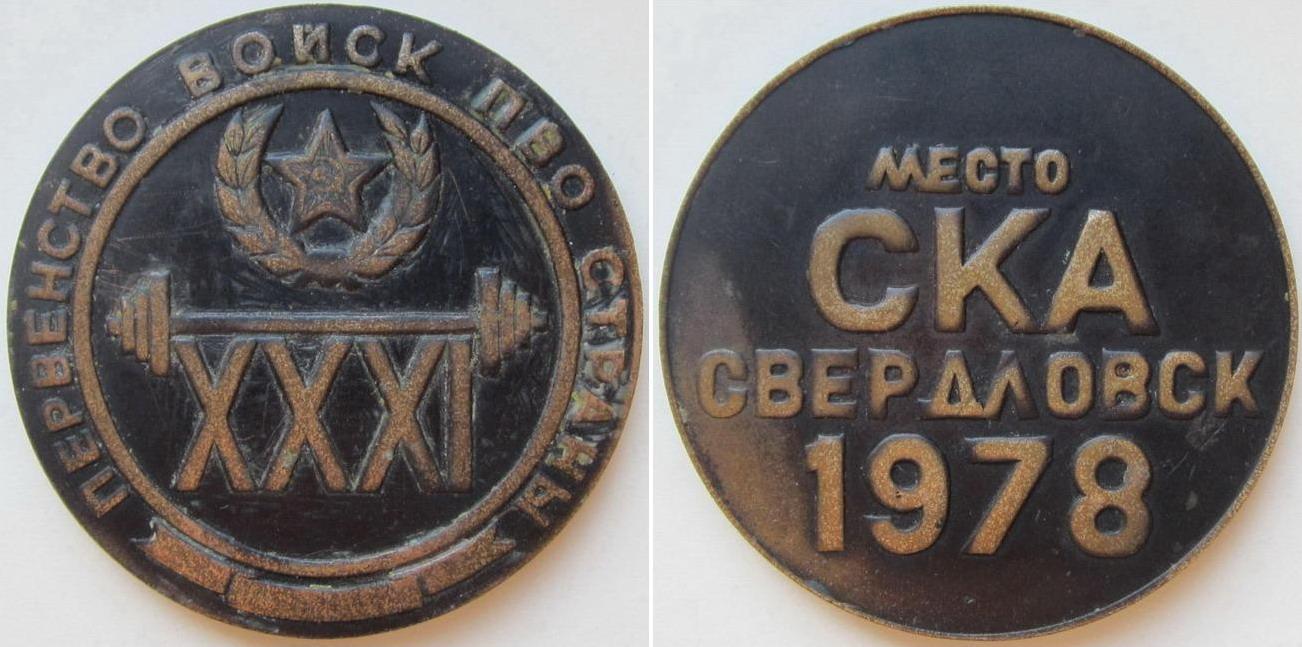 ПЕРВЕНСТВО ВОЙСК ПВО СТРАНЫ
XXXI
МЕСТО
СКА
СВЕРДЛОВСК
1978